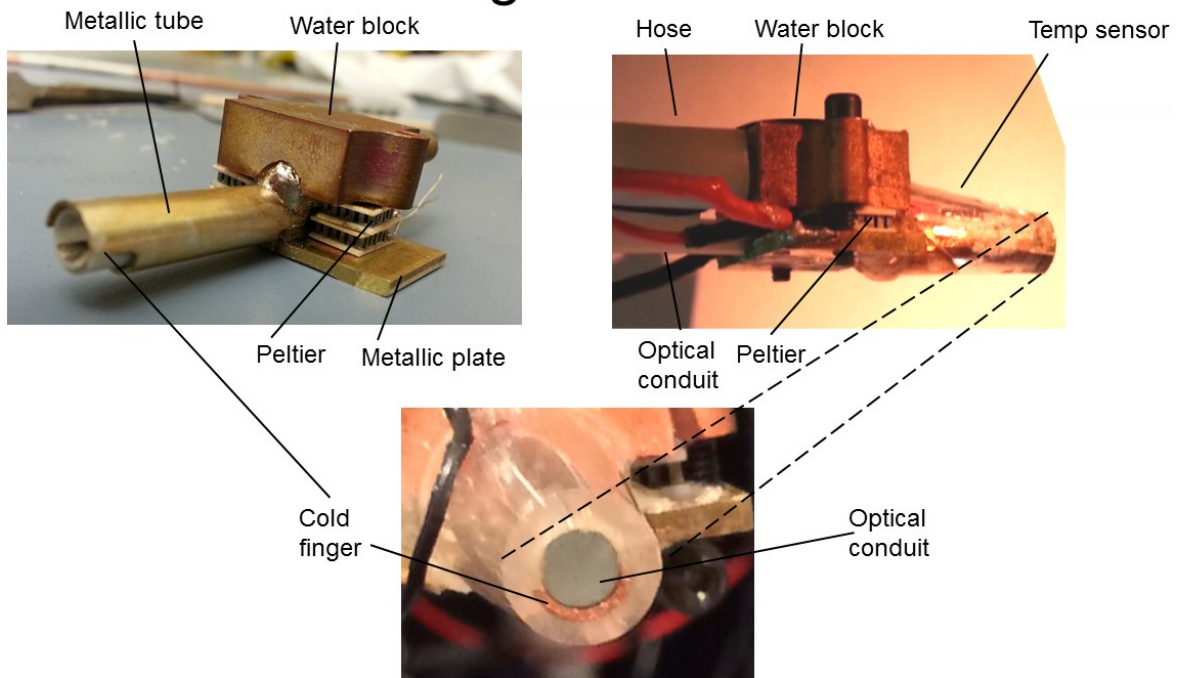 Metallic tube
Water block
Hose
Water block
Temp sensor
Peltier
Metallic plate
Optical
conduit
Peltier
Cold
finger
Optical
conduit